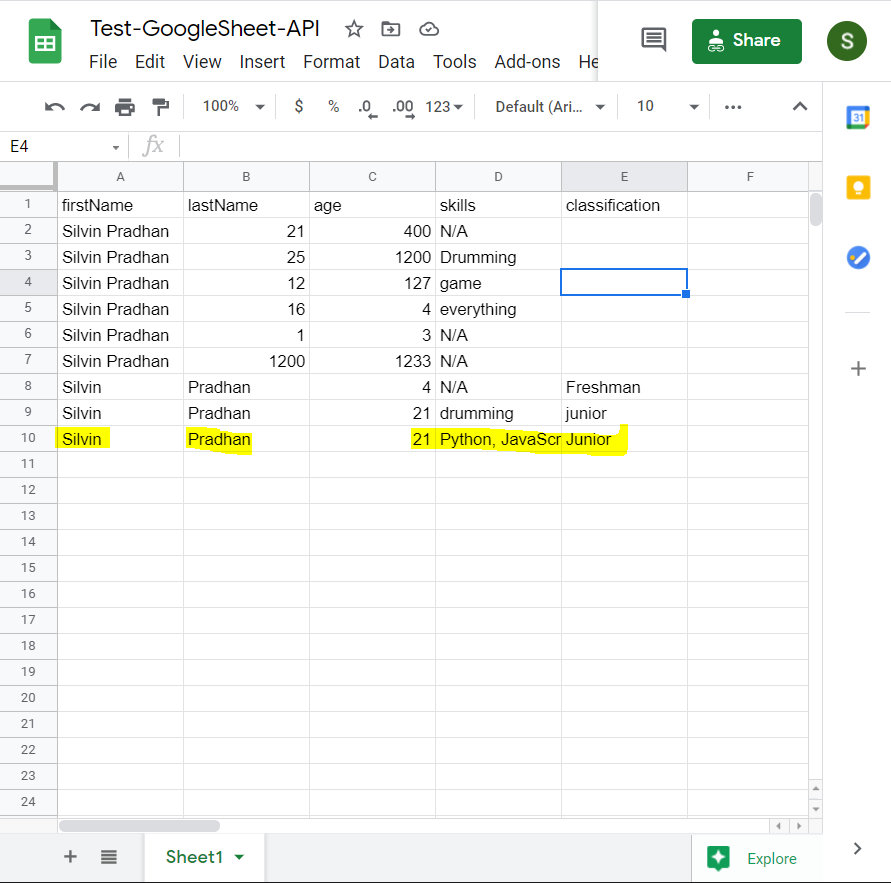 Test-GoogleSheet-API
File Edit View Insert Format Data Tools Add-ons He
Share
S
100% $ % .0 .00 123 Default (Ari... 10 ...
31
E4 fx
A B C D E F
1 firstName lastName age skills classification
2 Silvin Pradhan 21 400 N/A
3 Silvin Pradhan 25 1200 Drumming
4 Silvin Pradhan 12 127 game
5 Silvin Pradhan 16 4 everything
6 Silvin Pradhan 1 3 N/A
7 Silvin Pradhan 1200 1233 N/A
8 Silvin Pradhan 4 N/A Freshman
9 Silvin Pradhan 21 drumming junior
10 Silvin Pradhan 21 Python, JavaScr Junior
11
12
13
14
15
16
17
18
19
20
21
22
23
24
Sheet1
Explore